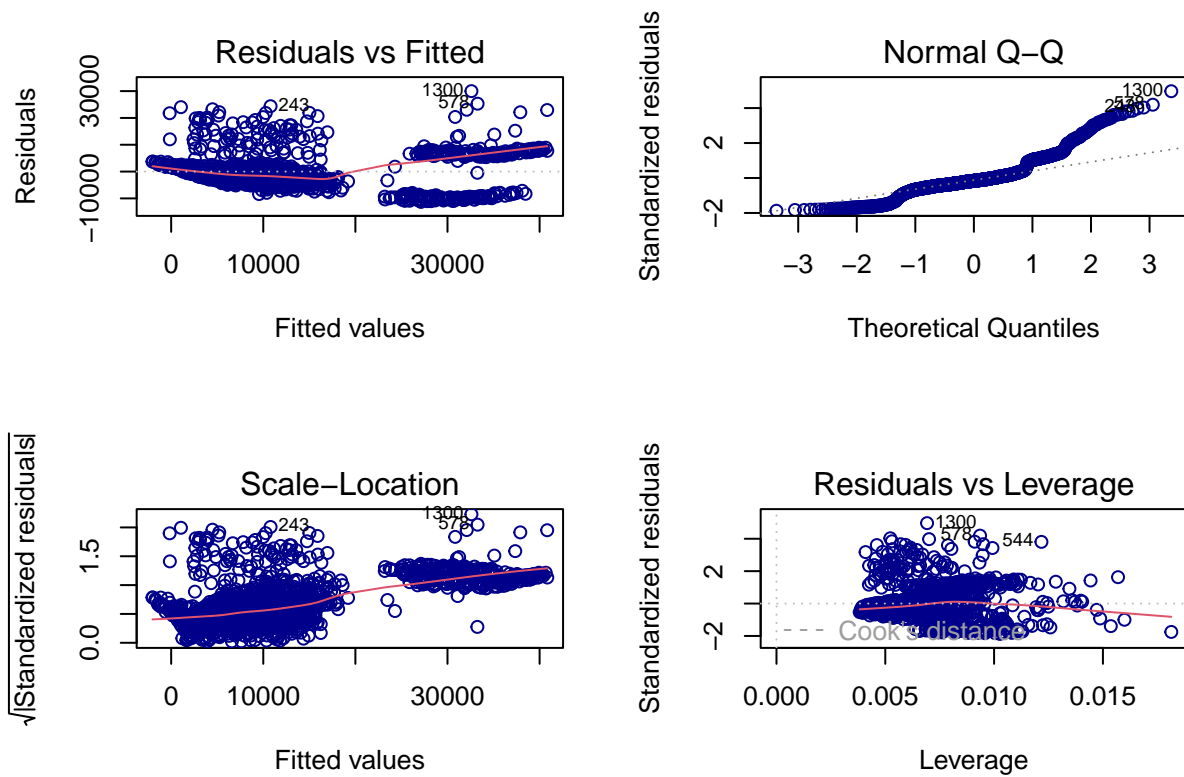 Residuals vs Fitted
Residuals
30000
-10000
243
1300
578
0 10000 30000
Fitted values
Normal Q−Q
Standardized residuals
2
−2
1300
578
−3 −2 −1 0 1 2 3
Theoretical Quantiles
Scale−Location
√|Standardized residuals|
1.5
0.0
243
1300
578
0 10000 30000
Fitted values
Residuals vs Leverage
Standardized residuals
2
−2
1300
578
544
Cook's distance
0.000 0.005 0.010 0.015
Leverage